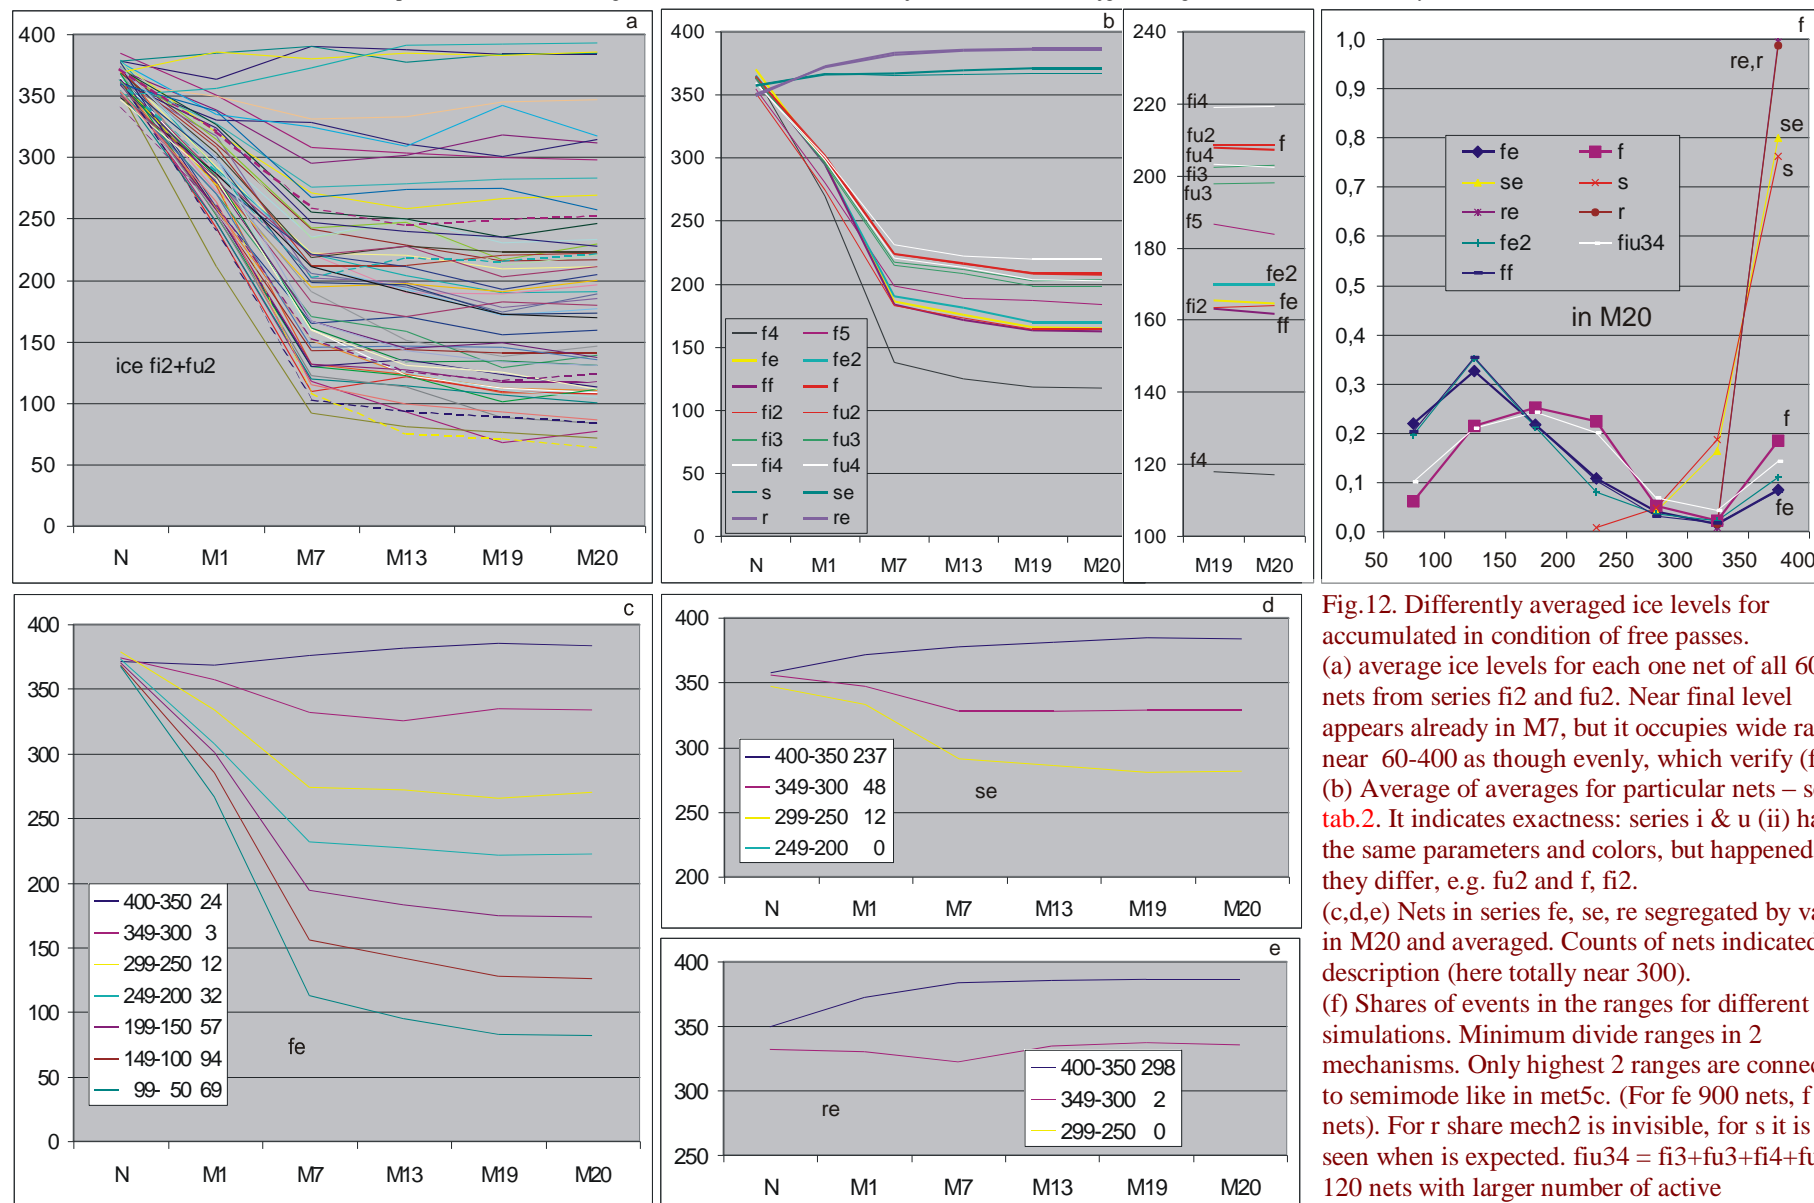 a
400
350
300
250
200
150
100
50
0
ice fi2+fu2
N M1 M7 M13 M19 M20
b
400
350
300
250
200
150
100
50
0
f4 f5
fe fe2
ff f
fi2 fu2
fi3 fu3
fi4 fu4
s se
r re
N M1 M7 M13 M19 M20
240
220
200
180
160
140
120
100
fi4
fu2 f
fu4
fi3
fu3
f5
fe2
fe
fi2
ff
f4
M19 M20
f
1,0
0,9
0,8
0,7
0,6
0,5
0,4
0,3
0,2
0,1
0,0
re,r
se
s
fe f
se s
re r
fe2 fiu34
ff
in M20
f
fe
50 100 150 200 250 300 350 400
c
400
350
300
250
200
150
100
50
0
400-350 24
349-300 3
299-250 12
249-200 32
199-150 57
149-100 94
99- 50 69
fe
N M1 M7 M13 M19 M20
d
400
350
300
250
200
400-350 237
349-300 48
299-250 12
249-200 0
se
N M1 M7 M13 M19 M20
e
400
350
300
250
400-350 298
349-300 2
299-250 0
re
N M1 M7 M13 M19 M20
Fig.12. Differently averaged ice levels for
accumulated in condition of free passes.
(a) average ice levels for each one net of all 60
nets from series fi2 and fu2. Near final level
appears already in M7, but it occupies wide
near 60-400 as though evenly, which verify
(b) Average of averages for particular nets –
tab.2. It indicates exactness: series i & u (ii)
the same parameters and colors, but happened
they differ, e.g. fu2 and f, fi2.
(c,d,e) Nets in series fe, se, re segregated by
in M20 and averaged. Counts of nets indicated
description (here totally near 300).
(f) Shares of events in the ranges for different
simulations. Minimum divide ranges in 2
mechanisms. Only highest 2 ranges are
to semimode like in met5c. (For fe 900 nets, f
nets). For r share mech2 is invisible, for s it is
seen when is expected. fiu34 = fi3+fu3+fi4+
120 nets with larger number of active